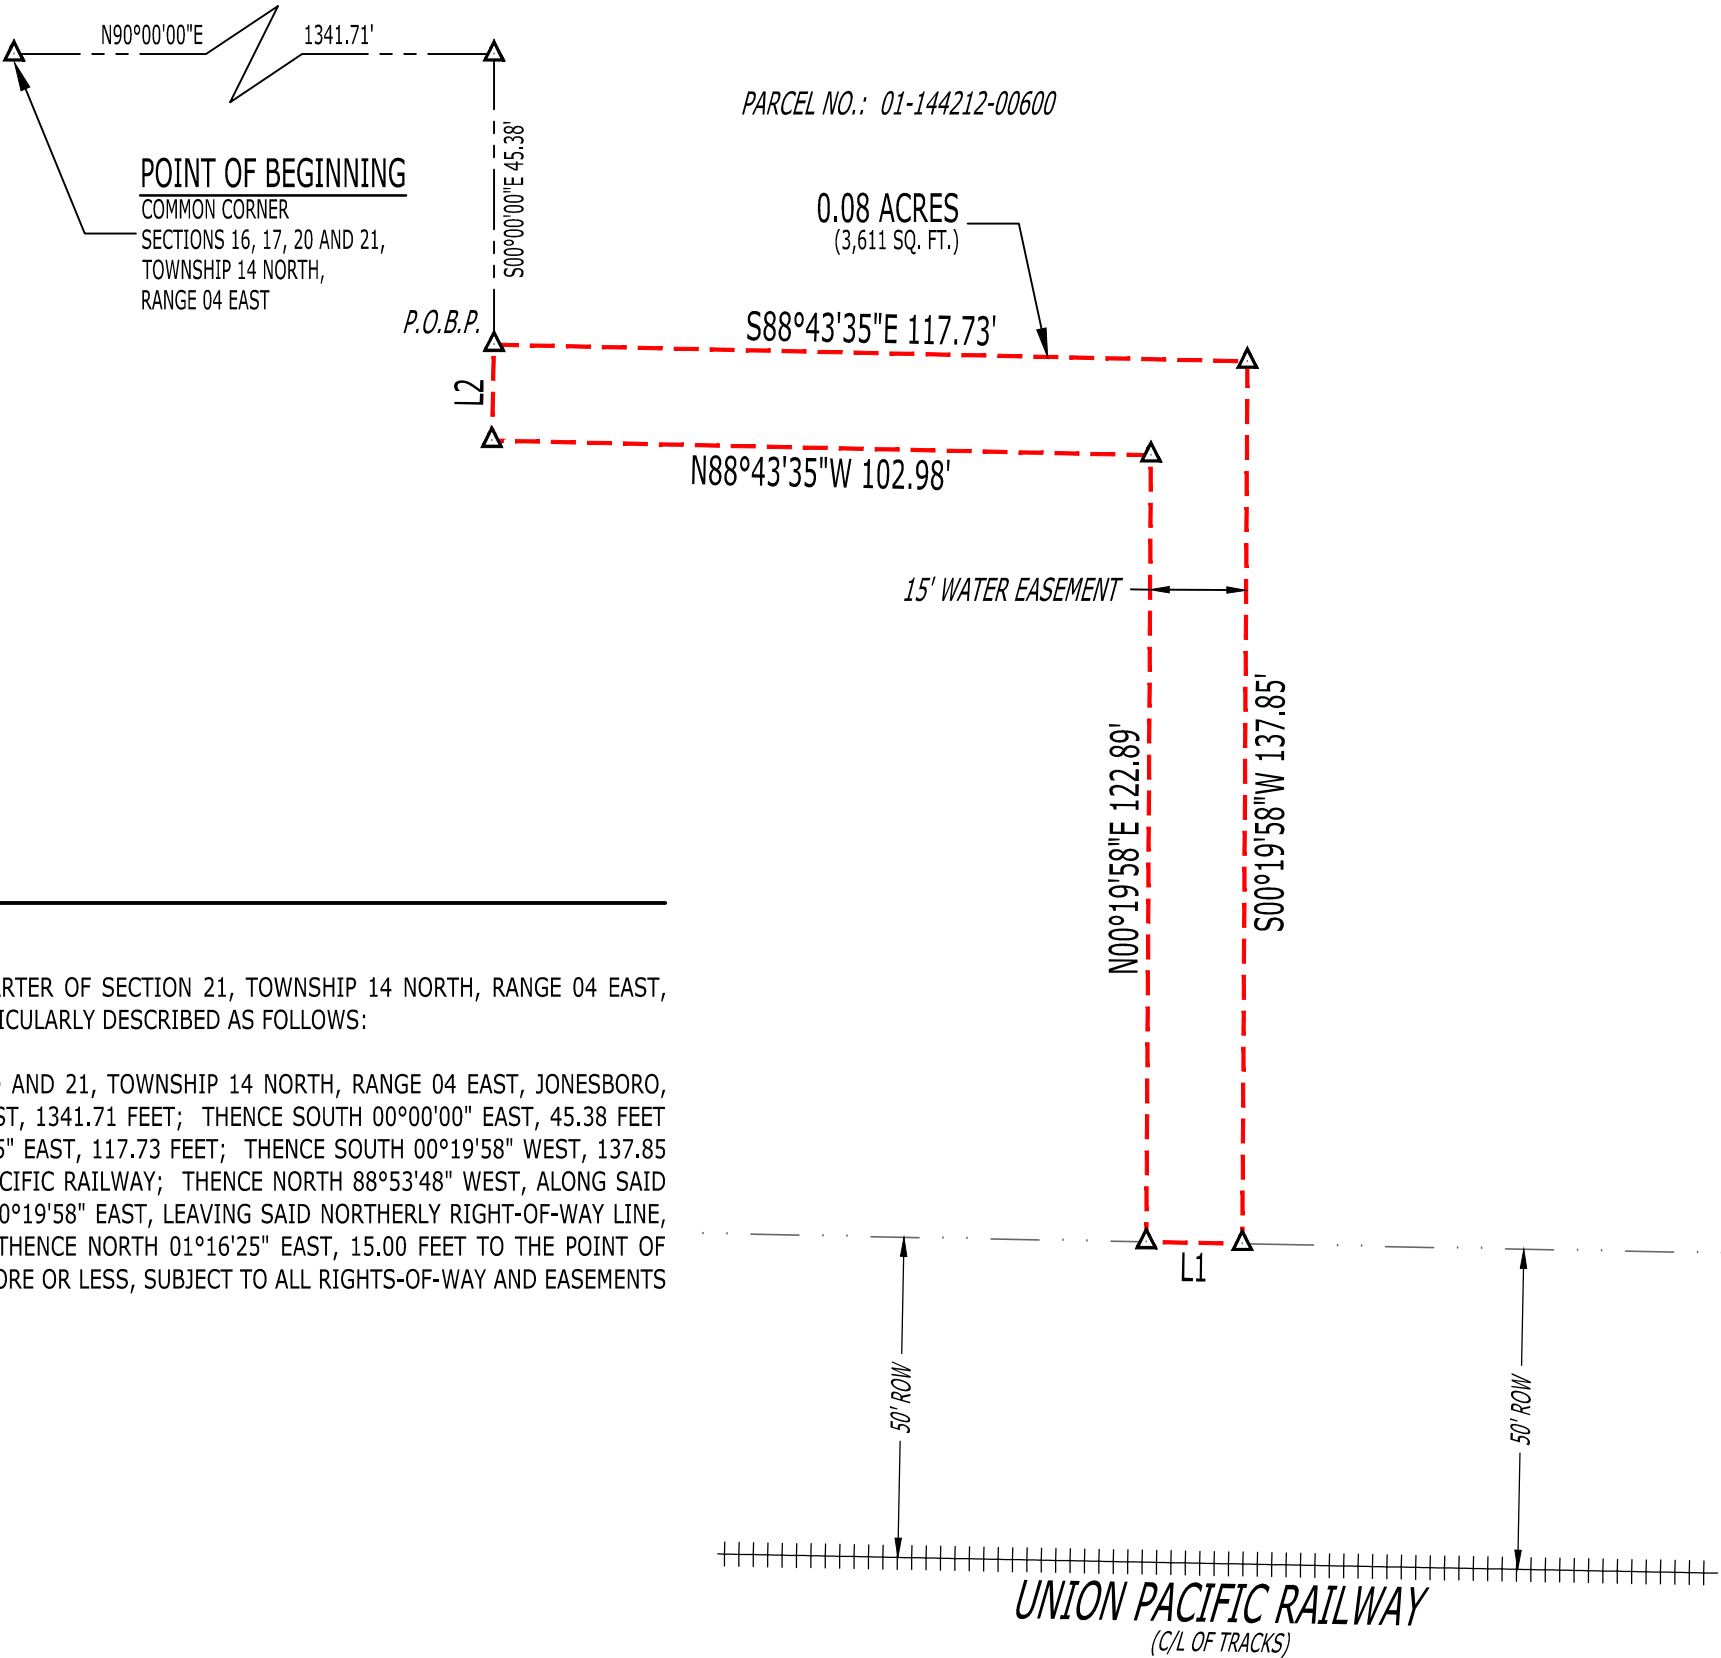 N90°00'00"E
1341.71'
S00°00'00"E 45.38'
PARCEL NO.: 01-144212-00600
POINT OF BEGINNING
COMMON CORNER
SECTIONS 16, 17, 20 AND 21,
TOWNSHIP 14 NORTH,
RANGE 04 EAST
0.08 ACRES
(3,611 SQ. FT.)
P.O.B.P.
S88°43'35"E 117.73'
L2
N88°43'35"W 102.98'
15' WATER EASEMENT
N00°19'58"E 122.89'
S00°19'58"W 137.85'
ARTER OF SECTION 21, TOWNSHIP 14 NORTH, RANGE 04 EAST,
TICULARLY DESCRIBED AS FOLLOWS:
AND 21, TOWNSHIP 14 NORTH, RANGE 04 EAST, JONESBORO,
ST, 1341.71 FEET; THENCE SOUTH 00°00'00" EAST, 45.38 FEET
5" EAST, 117.73 FEET; THENCE SOUTH 00°19'58" WEST, 137.85
CIFIC RAILWAY; THENCE NORTH 88°53'48" WEST, ALONG SAID
0°19'58" EAST, LEAVING SAID NORTHERLY RIGHT-OF-WAY LINE,
THENCE NORTH 01°16'25" EAST, 15.00 FEET TO THE POINT OF
ORE OR LESS, SUBJECT TO ALL RIGHTS-OF-WAY AND EASEMENTS
L1
50' ROW
50' ROW
UNION PACIFIC RAILWAY
(C/L OF TRACKS)